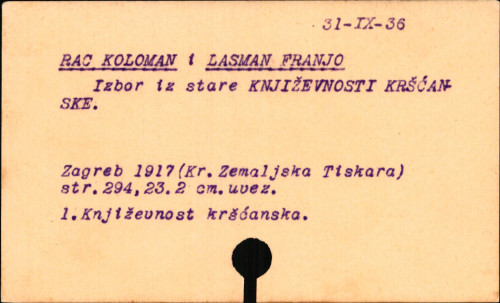 31-IX-36
RAC KOLOMAN i LASMAN FRANJO
Izbor iz stare KNJIŽEVNOSTI KRŠĆAN-
SKE.
Zagreb 1917(Kr. Zemaljska Tiskara)
str.294,23.2 cm.uvez.
1.Književnost kršćanska.